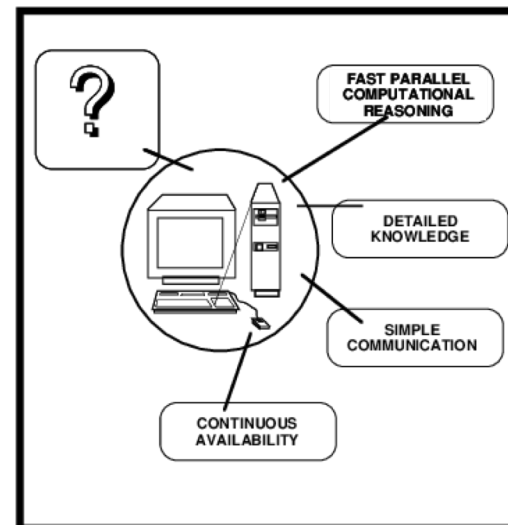 ?
FAST PARALLEL
COMPUTATIONAL
REASONING
DETAILED
KNOWLEDGE
SIMPLE
COMMUNICATION
CONTINUOUS
AVAILABILITY